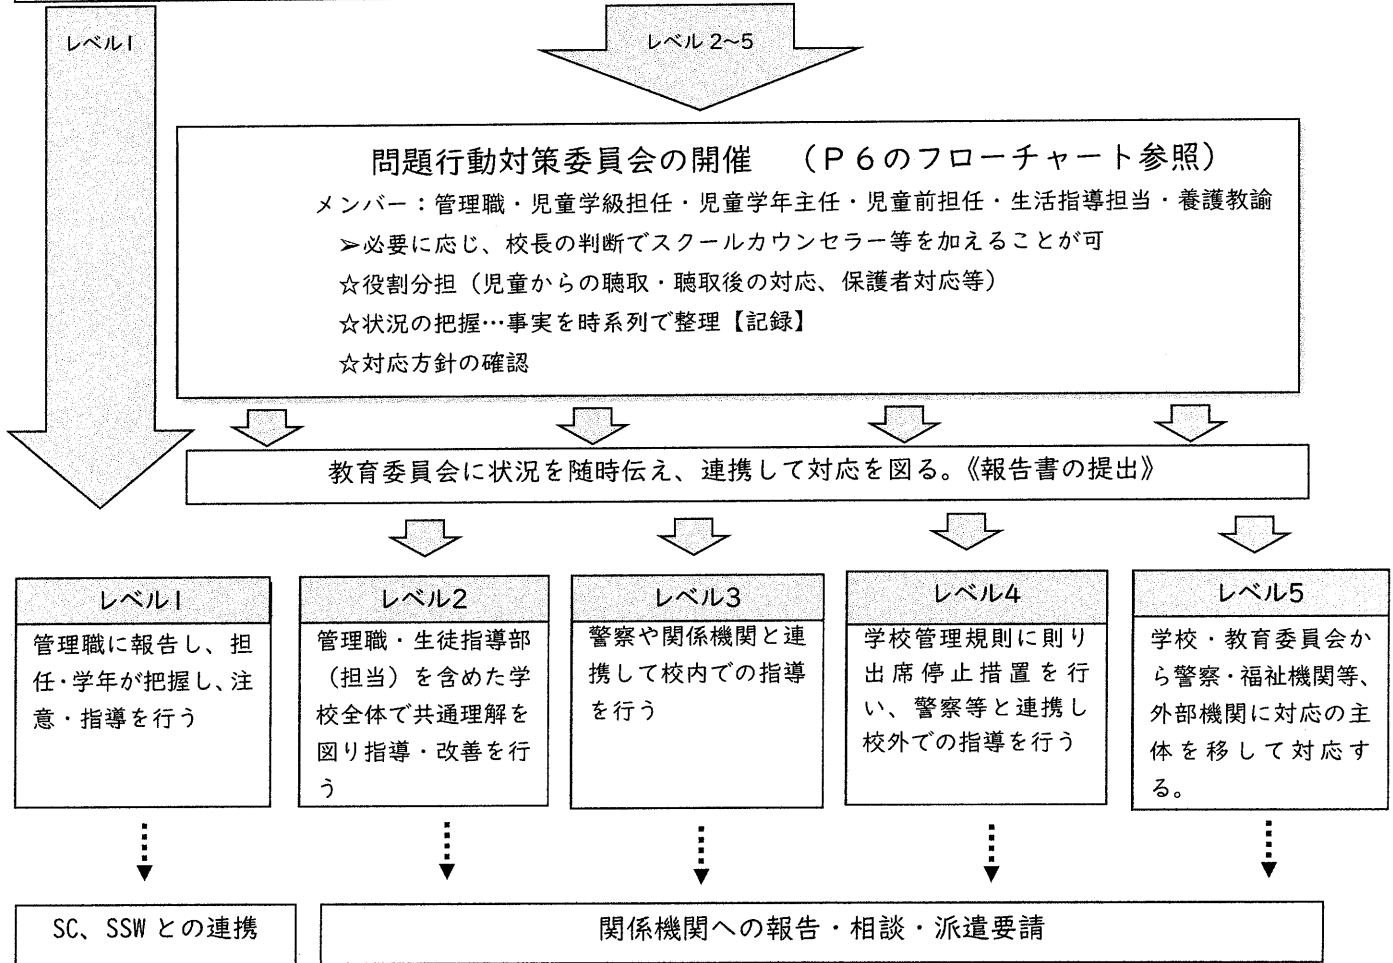 レベル1
レベル 2～5
問題行動対策委員会の開催　（Ｐ６のフローチャート参照）
メンバー：管理職・児童学級担任・児童学年主任・児童前担任・生活指導担当・養護教諭
➢必要に応じ、校長の判断でスクールカウンセラー等を加えることが可
☆役割分担（児童からの聴取・聴取後の対応、保護者対応等）
☆状況の把握…事実を時系列で整理【記録】
☆対応方針の確認
教育委員会に状況を随時伝え、連携して対応を図る。《報告書の提出》
レベル1
管理職に報告し、担
任・学年が把握し、注
意・指導を行う
レベル2
管理職・生徒指導部
（担当）を含めた学
校全体で共通理解を
図り指導・改善を行
う
レベル3
警察や関係機関と連
携して校内での指導
を行う
レベル4
学校管理規則に則り
出席停止措置を行
い、警察等と連携し
校外での指導を行う
レベル5
学校・教育委員会か
ら警察・福祉機関等、
外部機関に対応の主
体を移して対応す
る。
SC、SSW との連携
関係機関への報告・相談・派遣要請